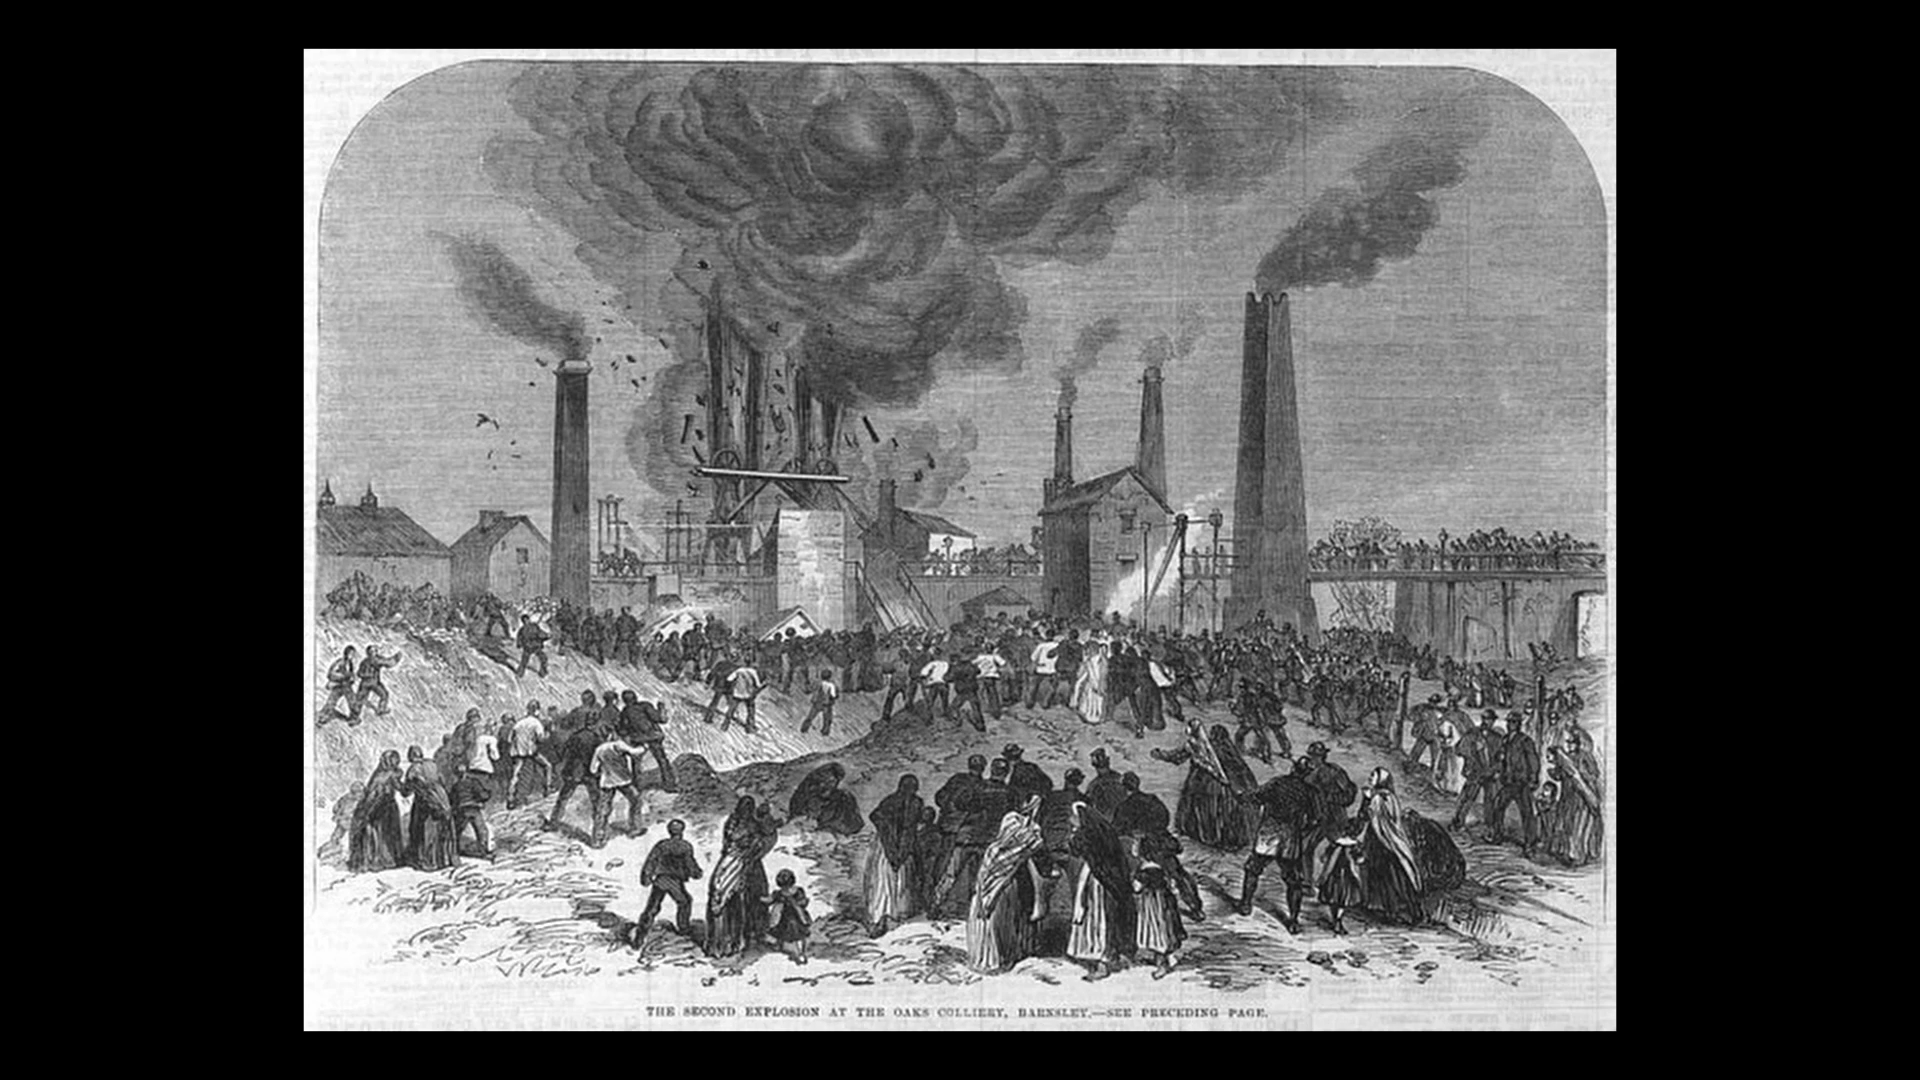 THE SECOND EXPLOSION AT THE OAKS COLLIERY, BARNSLEY.—SEE PRECEDING PAGE.